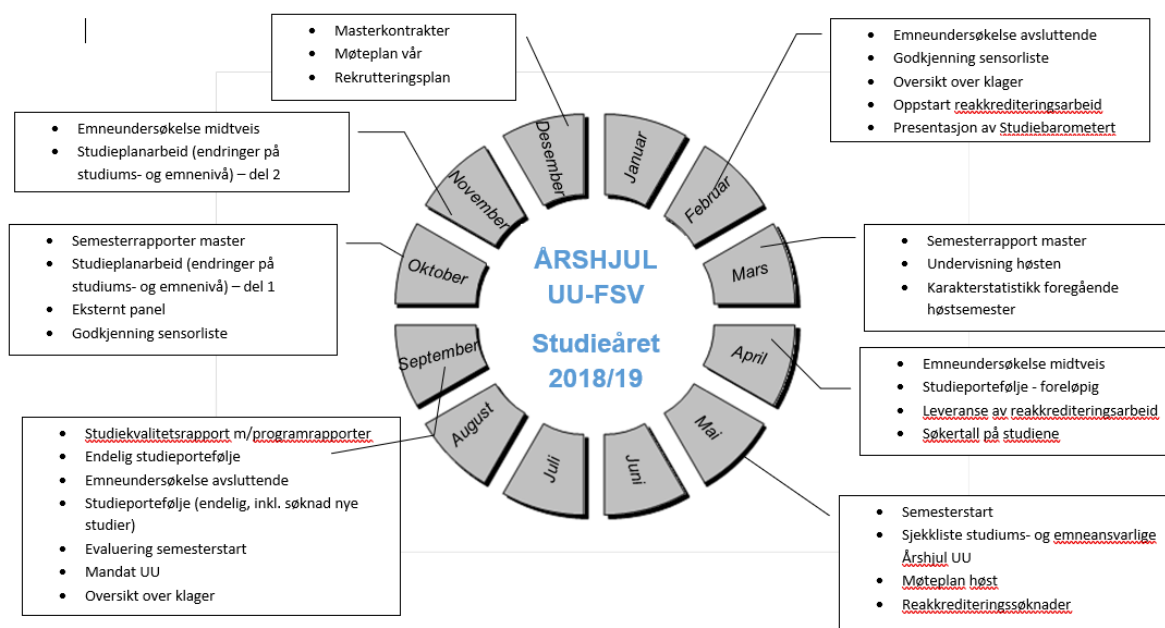 Masterkontrakter
Møteplan vår
Rekrutteringsplan
Emneundersøkelse avsluttende
Godkjenning sensorliste
Oversikt over klager
Oppstart reakkrediteringsarbeid
Presentasjon av Studiebarometert
Emneundersøkelse midtveis
Studieplanarbeid (endringer på
studiums- og emnenivå) – del 2
Semesterrapporter master
Studieplanarbeid (endringer på
studiums- og emnenivå) – del 1
Eksternt panel
Godkjenning sensorliste
Studiekvalitetsrapport m/programrapporter
Endelig studieportefølje
Emneundersøkelse avsluttende
Studieportefølje (endelig, inkl. søknad nye
studier)
Evaluering semesterstart
Mandat UU
Oversikt over klager
Desember
Januar
Februar
Mars
April
Mai
Juni
Juli
August
September
Oktober
November
ÅRSHJUL
UU-FSV
Studieåret
2018/19
Semesterrapport master
Undervisning høsten
Karakterstatistikk foregående
høstsemester
Emneundersøkelse midtveis
Studieportefølje - foreløpig
Leveranse av reakkrediteringsarbeid
Søkertall på studiene
Semesterstart
Sjekkliste studiums- og emneansvarlige
Årshjul UU
Møteplan høst
Reakkrediteringssøknader